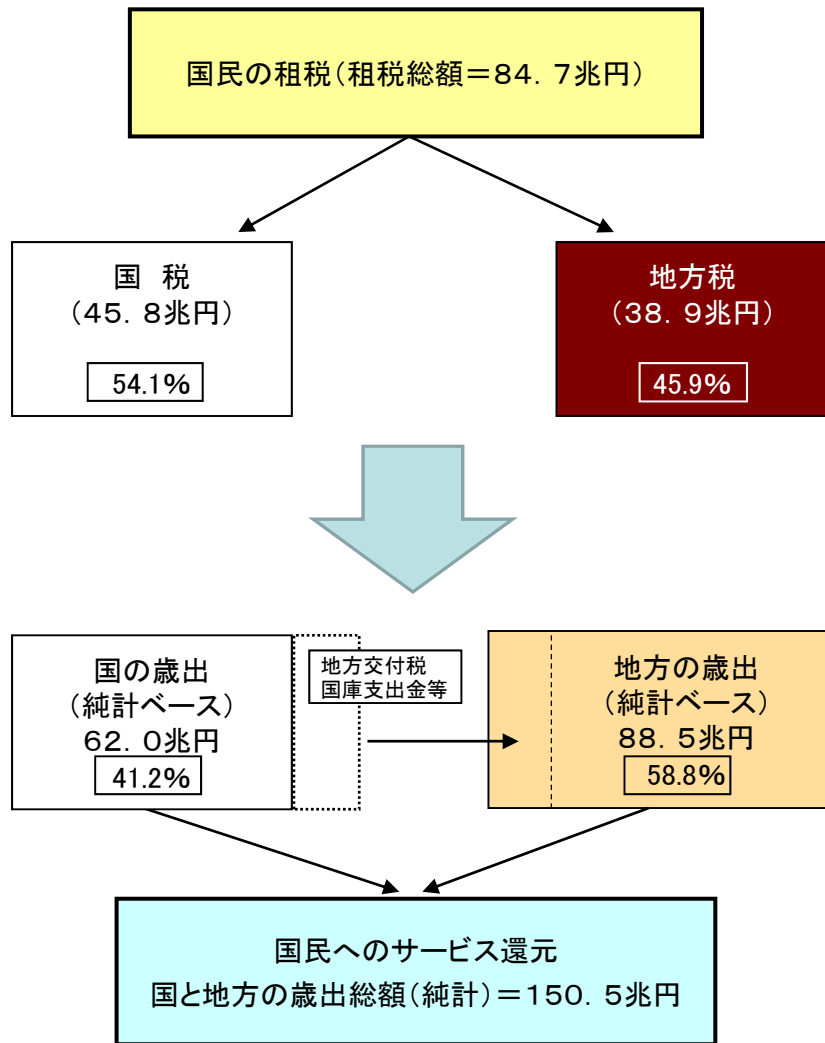 国民の租税（租税総額＝８４．７兆円）
国 税
（４５．８兆円）
54.1%
地方税
（３８．９兆円）
45.9%
国の歳出
（純計ベース）
６２．０兆円
41.2%
地方交付税
国庫支出金等
地方の歳出
（純計ベース）
８８．５兆円
58.8%
国民へのサービス還元
国と地方の歳出総額（純計）＝１５０．５兆円